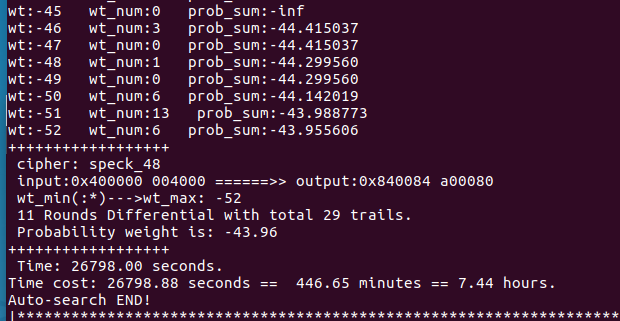 wt:-45   wt_num:0   prob_sum:-inf
wt:-46   wt_num:3   prob_sum:-44.415037
wt:-47   wt_num:0   prob_sum:-44.415037
wt:-48   wt_num:1   prob_sum:-44.299560
wt:-49   wt_num:0   prob_sum:-44.299560
wt:-50   wt_num:6   prob_sum:-44.142019
wt:-51   wt_num:13   prob_sum:-43.988773
wt:-52   wt_num:6   prob_sum:-43.955606
++++++++++++++++++
cipher: speck_48
input:0x400000 004000 ======>> output:0x840084 a00080
wt_min(:*)--->wt_max: -52
11 Rounds Differential with total 29 trails.
Probability weight is: -43.96
++++++++++++++++++
Time: 26798.00 seconds.
Time cost: 26798.88 seconds ==  446.65 minutes == 7.44 hours.
Auto-search END!
|*******************************************************************